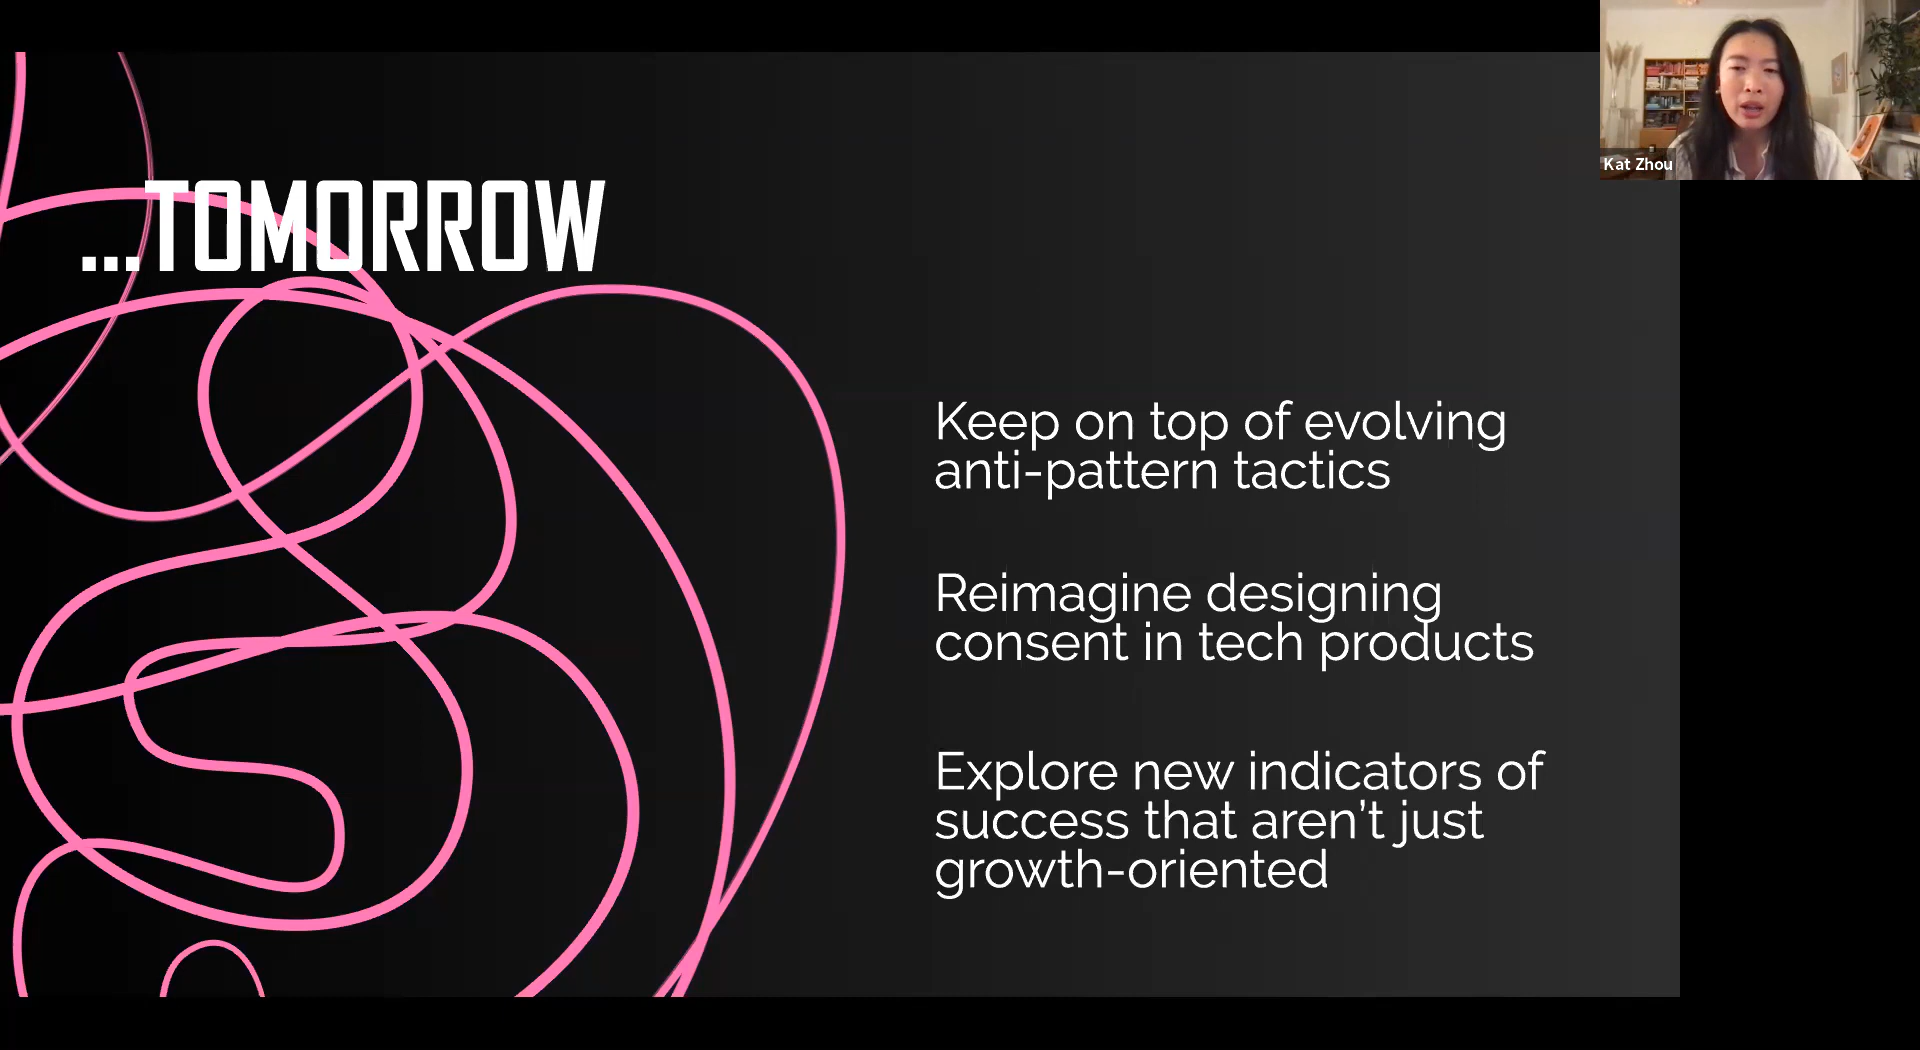 Kat Zhou
...TOMORROW
Keep on top of evolving
anti-pattern tactics
Reimagine designing
consent in tech products
Explore new indicators of
success that aren’t just
growth-oriented